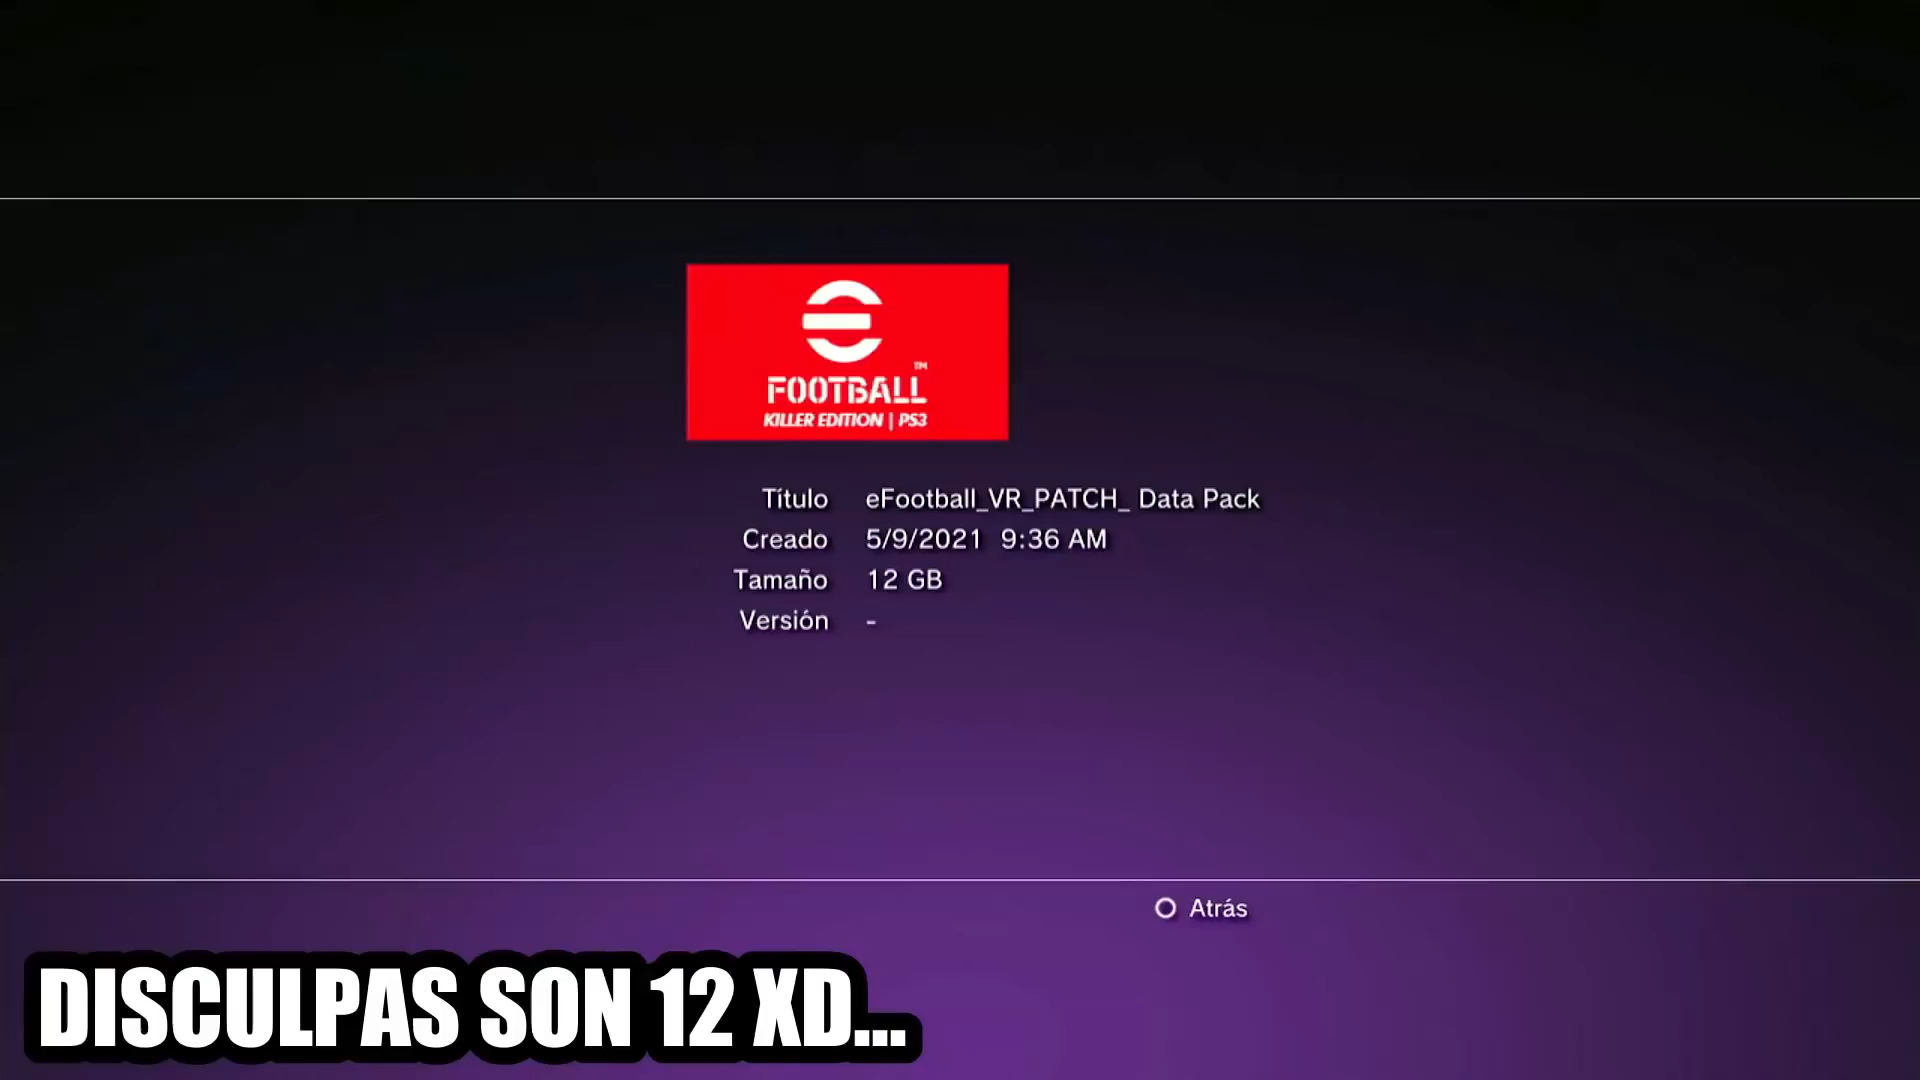 ™
FOOTBALL
KILLER EDITION | PS3
Título eFootball_VR_PATCH_ Data Pack
Creado 5/9/2021 9:36 AM
Tamaño 12 GB
Versión -
Atrás
DISCULPAS SON 12 XD...